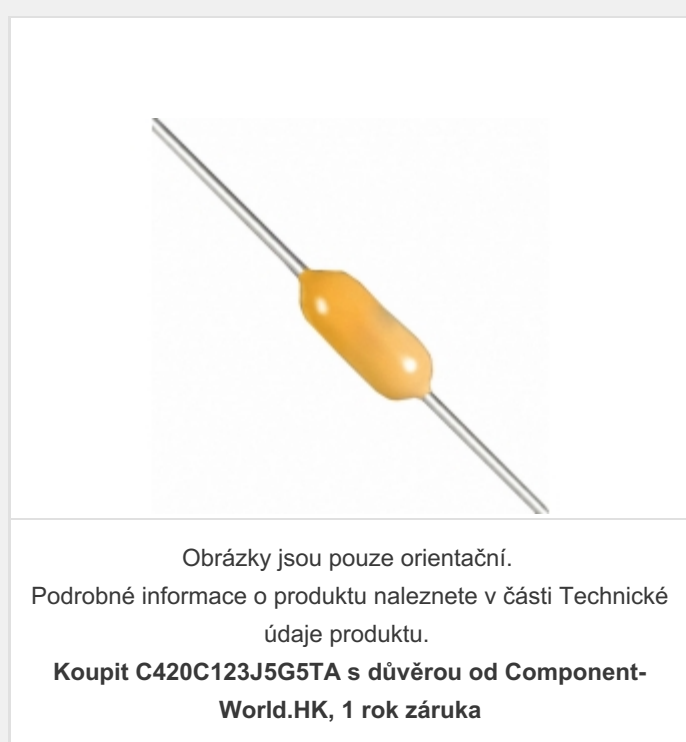 Obrázky jsou pouze orientační.
Podrobné informace o produktu naleznete v části Technické
údaje produktu.
Koupit C420C123J5G5TA s důvěrou od Component-
World.HK, 1 rok záruka